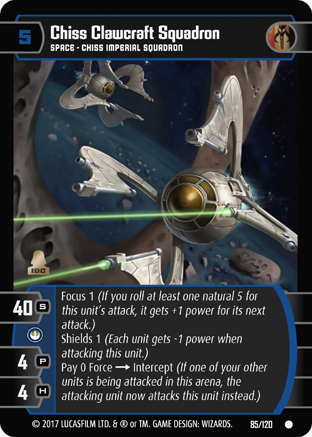 5
Chiss Clawcraft Squadron
SPACE - CHISS IMPERIAL SQUADRON
IDC
40 S
4 P
4 H
Focus 1 (If you roll at least one natural 5 for
this unit's attack, it gets +1 power for its next
attack.)
Shields 1 (Each unit gets -1 power when
attacking this unit.)
Pay 0 Force → Intercept (If one of your other
units is being attacked in this arena, the
attacking unit now attacks this unit instead.)
© 2017 LUCASFILM LTD. & ® or TM. GAME DESIGN: WIZARDS. 85/120